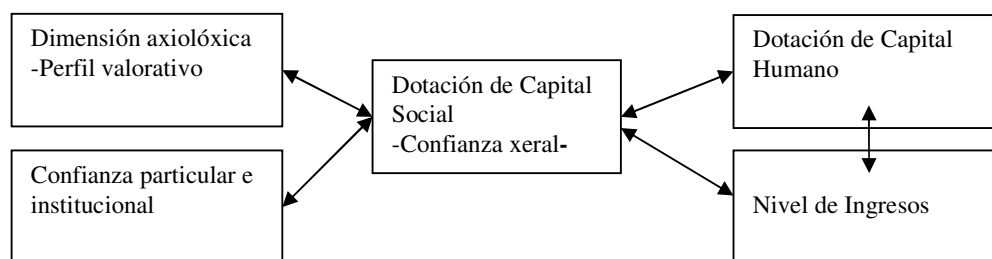 Dimensión axiolóxica
-Perfil valorativo
Confianza particular e
institucional
Dotación de Capital
Social
-Confianza xeral-
Dotación de Capital
Humano
Nivel de Ingresos